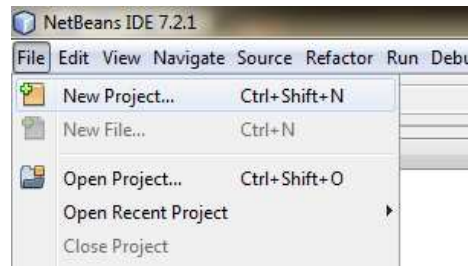 NetBeans IDE 7.2.1
File Edit View Navigate Source Refactor Run Debu
New Project... Ctrl+Shift+N
New File... Ctrl+N
Open Project... Ctrl+Shift+O
Open Recent Project
Close Project